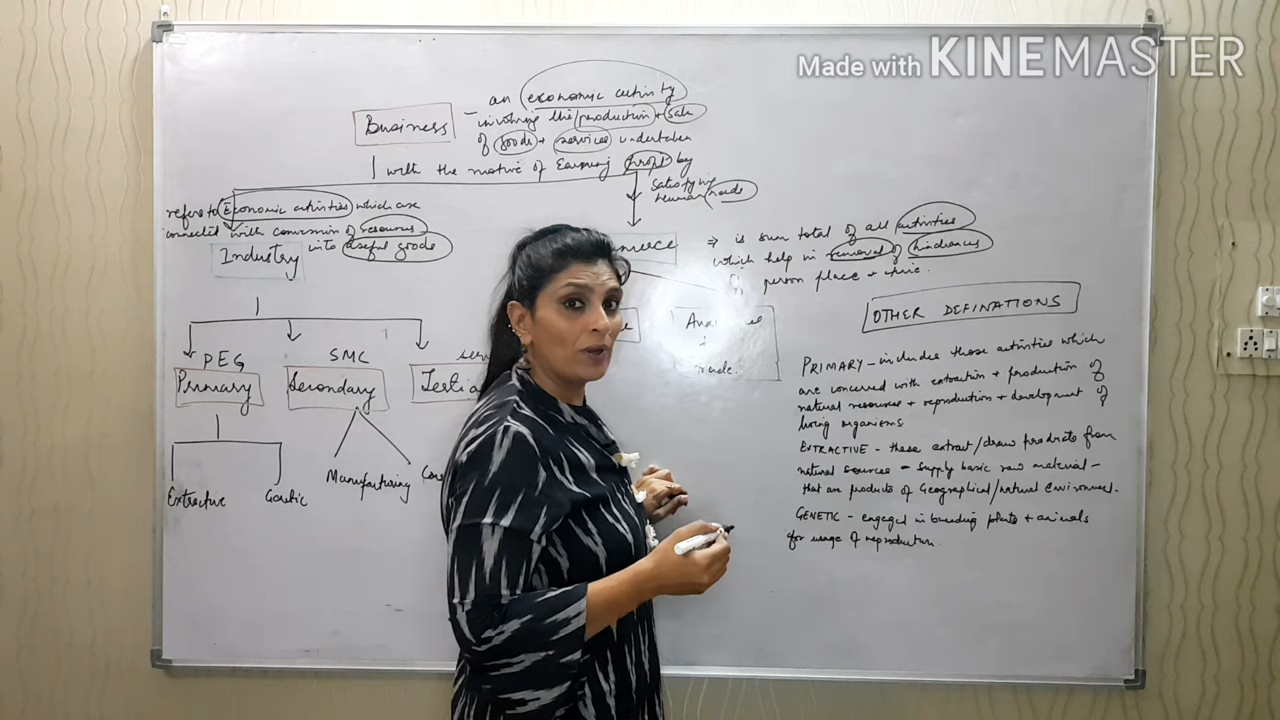 Made with KINEMASTER
Business
– an economic activity
involving the production + sale
of goods + services undertaken
with the motive of Earning profit by
Satisfying
human needs
refers to Economic activities which are
connected with conversion of resources
into useful goods
Industry
⇒ is sum total of all activities
which help in removal of hindrances
person place + time.
PEG
Primary
SMC
Secondary
Extractive
Genetic
Manufacturing
OTHER DEFINATIONS
PRIMARY – includes those activities which
are concerned with extraction + production of
natural resources + reproduction + development of
living organisms
EXTRACTIVE – these extract/draw products from
natural sources – supply basic raw material –
that are products of Geographical/natural Environment.
GENETIC – engaged in breeding plants + animals
for usage of reproduction.